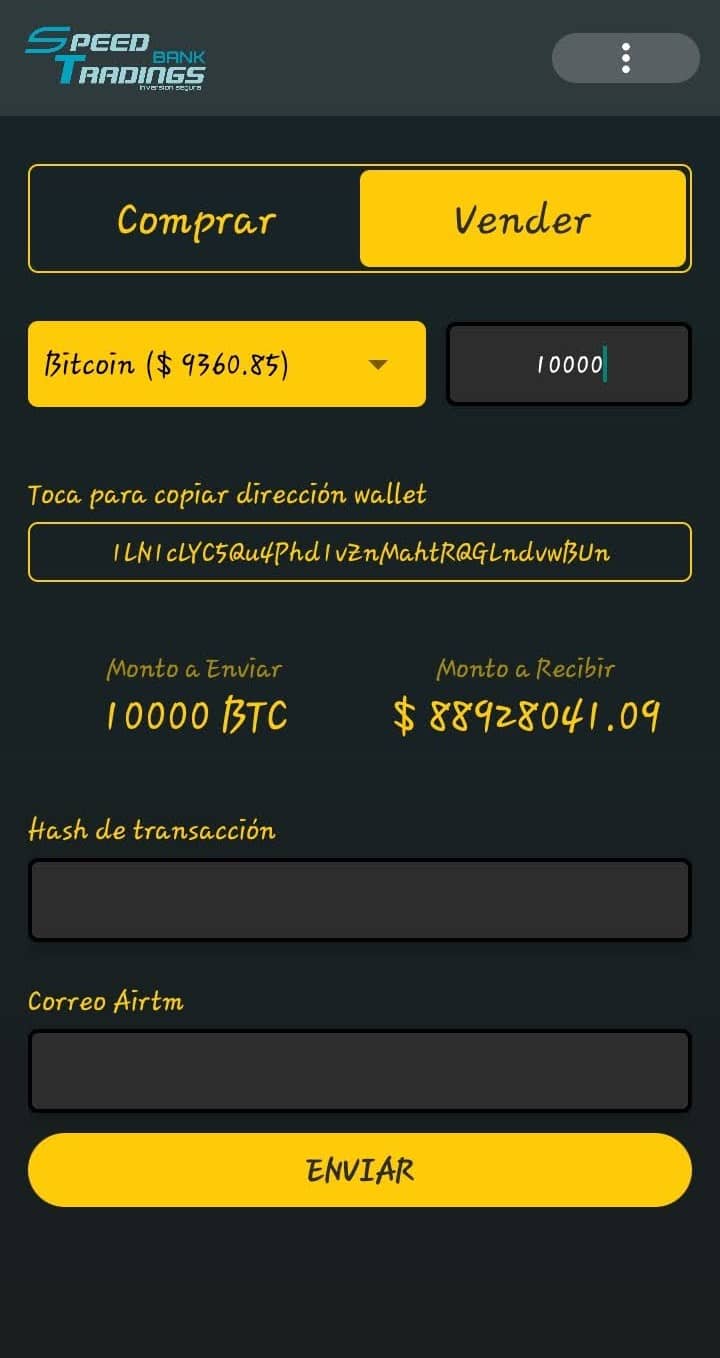 SPEED
BANK
TRADINGS
inversion segura
Comprar
Vender
Bitcoin ($ 9360.85)
10000
Toca para copiar dirección wallet
1LN1cLYC5Qu4Phd1vZnMahtRQGLndvwBUn
Monto a Enviar
Monto a Recibir
10000 BTC
$ 88928041.09
Hash de transacción
Correo Airtm
ENVIAR